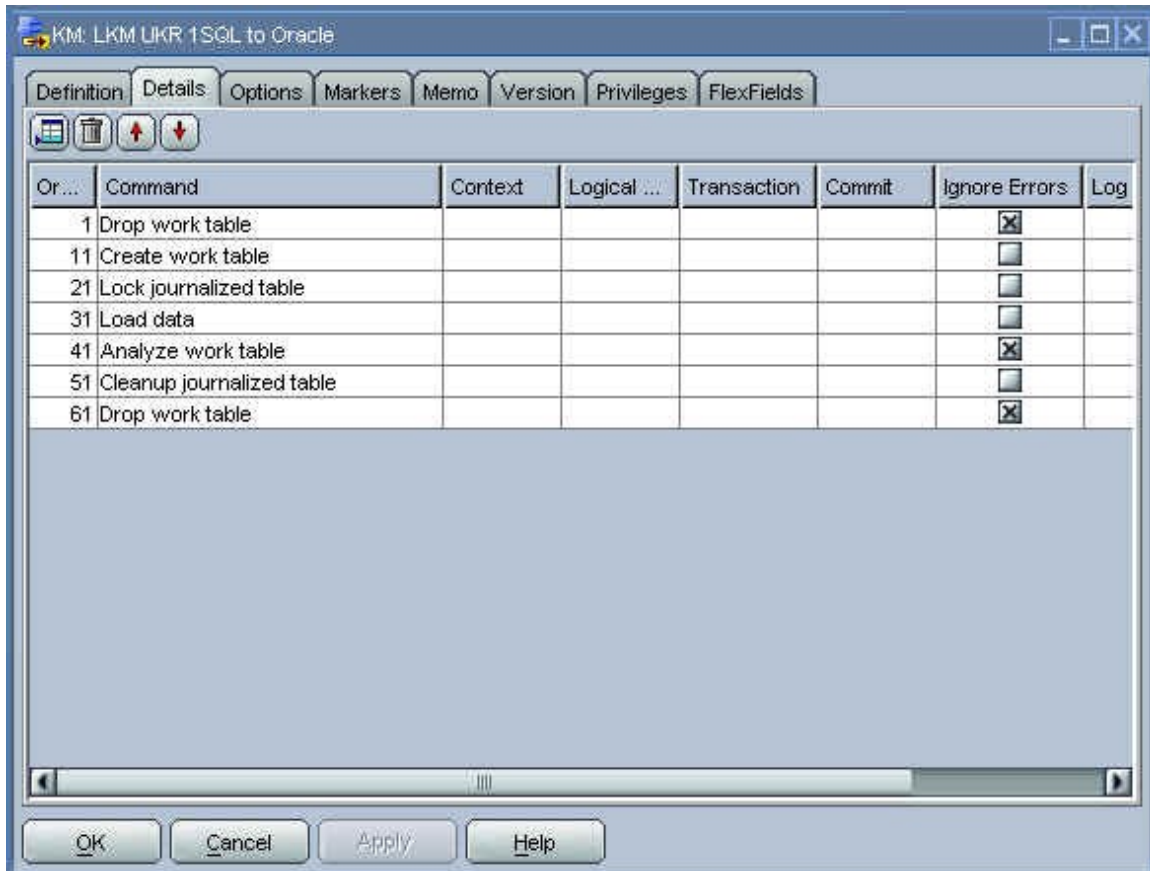 KM: LKM UKR 1SQL to Oracle
Definition Details Options Markers Memo Version Privileges FlexFields
Or... Command Context Logical ... Transaction Commit Ignore Errors Log
1 Drop work table
11 Create work table
21 Lock journalized table
31 Load data
41 Analyze work table
51 Cleanup journalized table
61 Drop work table
OK Cancel Apply Help